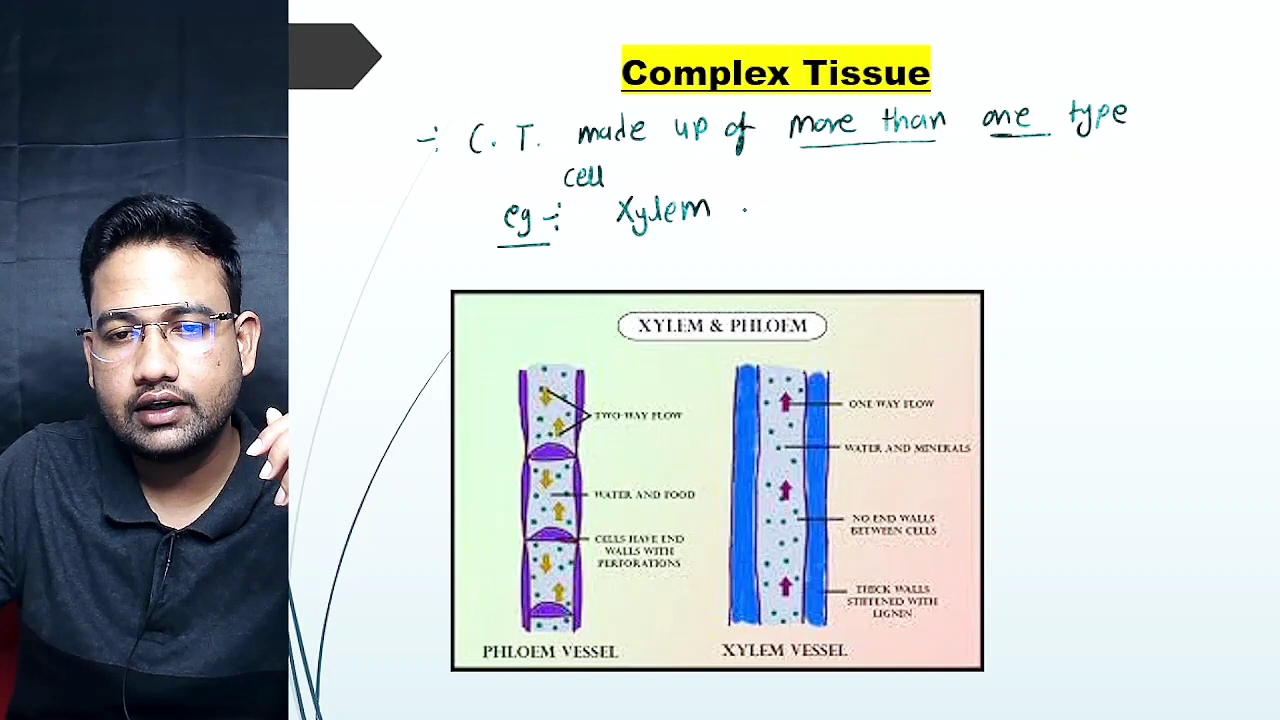 Complex Tissue
-: C. T. made up of more than one type
cell
eg -: Xylem .
XYLEM & PHLOEM
TWO-WAY FLOW
WATER AND FOOD
CELLS HAVE END
WALLS WITH
PERFORATIONS
PHLOEM VESSEL
ONE-WAY FLOW
WATER AND MINERALS
NO END WALLS
BETWEEN CELLS
THICK WALLS
STIFFENED WITH
LIGNIN
XYLEM VESSEL